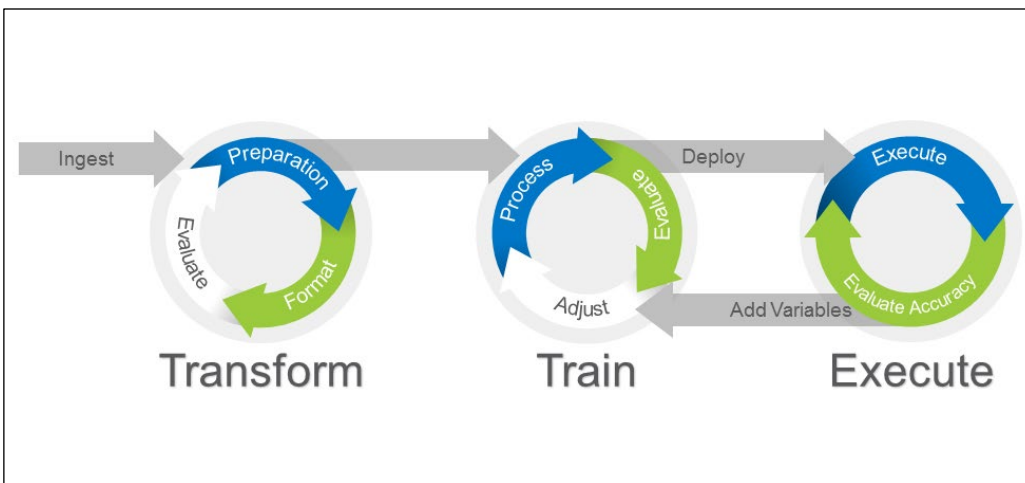 Ingest
Preparation
Format
Evaluate
Transform
Process
Evaluate
Adjust
Train
Deploy
Add Variables
Execute
Evaluate Accuracy
Execute